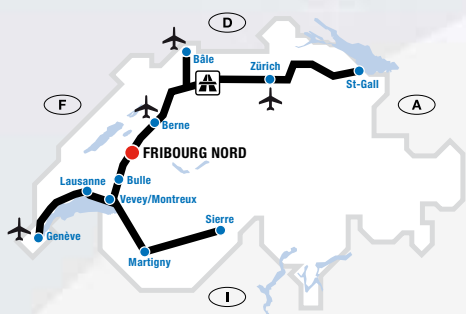 D
Bâle
Zürich
St-Gall
F
A
Berne
FRIBOURG NORD
Lausanne
Bulle
Vevey/Montreux
Sierre
Genève
Martigny
I